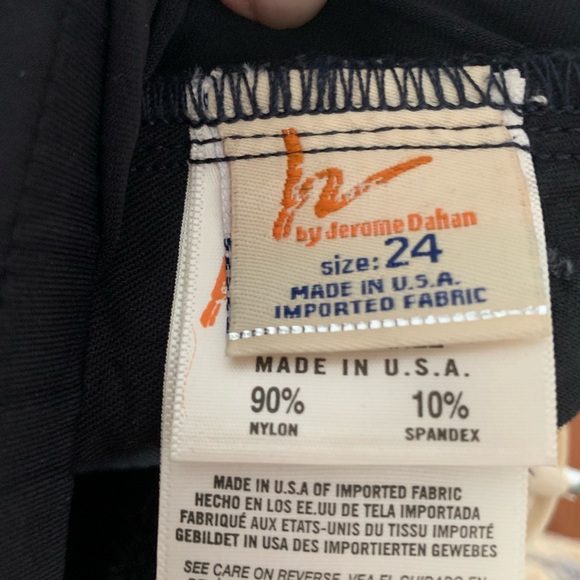 by Jerome Dahan
size: 24
MADE IN U.S.A.
IMPORTED FABRIC
MADE IN U.S.A.
90% 10%
NYLON SPANDEX
MADE IN U.S.A OF IMPORTED FABRIC
HECHO EN LOS EE.UU DE TELA IMPORTADA
FABRIQUÉ AUX ETATS-UNIS DU TISSU IMPORTÉ
GEBILDET IN USA DES IMPORTIERTEN GEWEBES
SEE CARE ON REVERSE. VEA EL